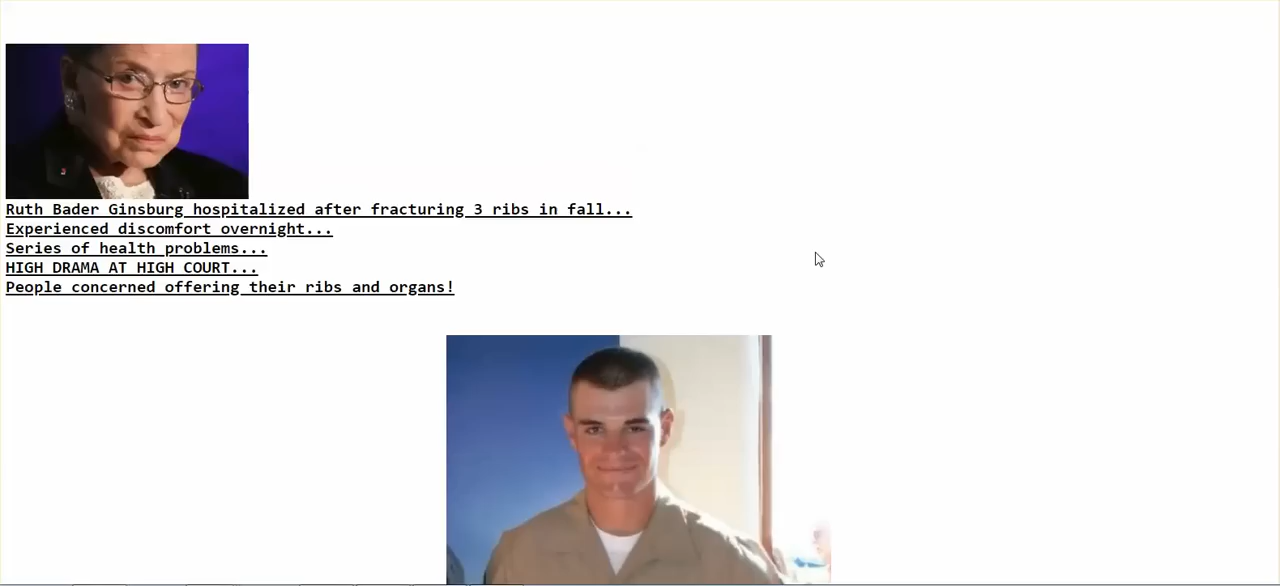 Ruth Bader Ginsburg hospitalized after fracturing 3 ribs in fall...
Experienced discomfort overnight...
Series of health problems...
HIGH DRAMA AT HIGH COURT...
People concerned offering their ribs and organs!